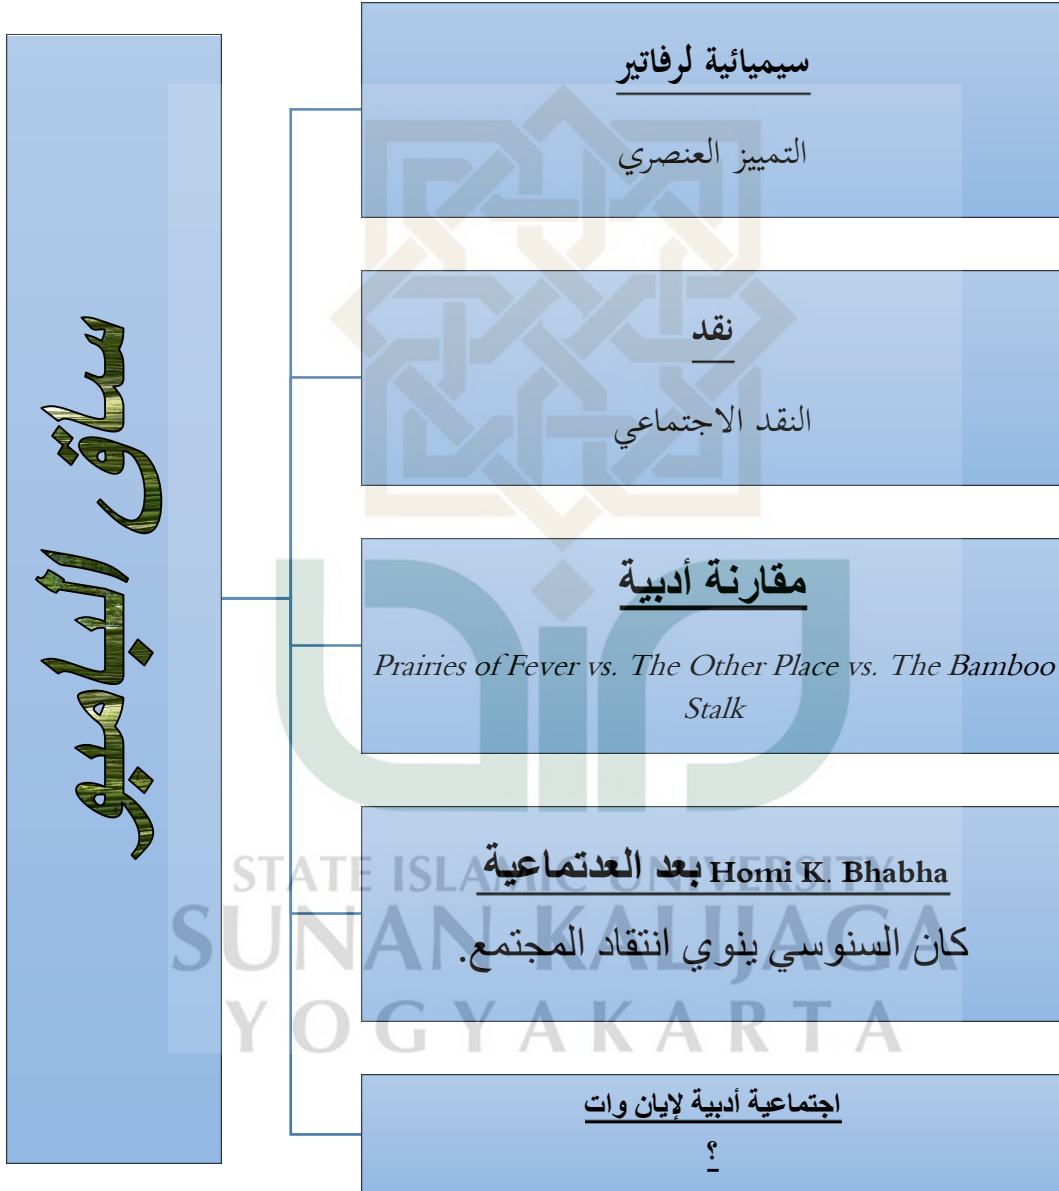 ساق البامبو
سيميائية لرفاتير
التمييز العنصري
نقد
النقد الاجتماعي
مقارنة أدبية
Prairies of Fever vs. The Other Place vs. The Bamboo
Stalk
Homi K. Bhabha بعد العدتماعية
كان السنوسي ينوي انتقاد المجتمع.
اجتماعية أدبية لإيان وات
؟
STATE ISLAMIC UNIVERSITY
SUNAN KALIJAGA
YOGYAKARTA